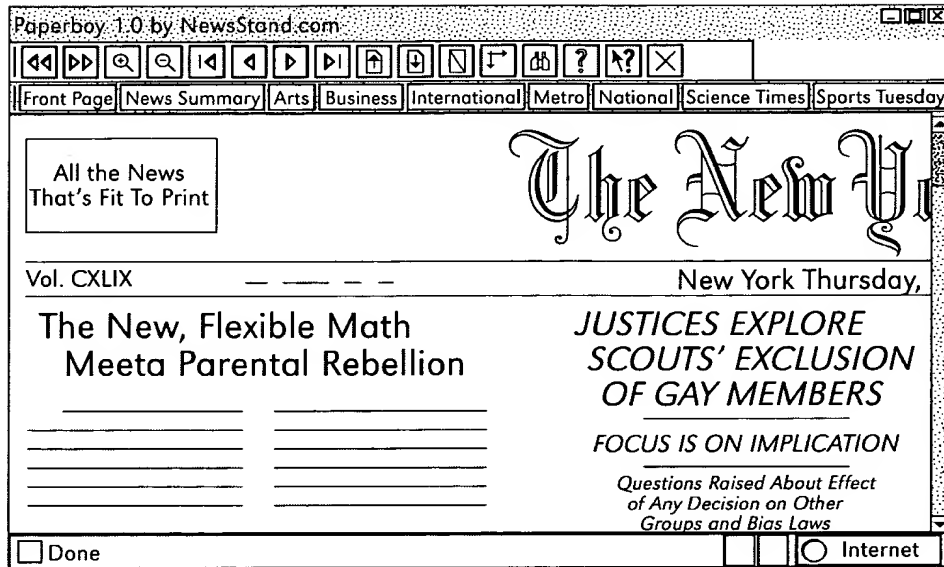 Paperboy 1.0 by NewsStand.com
? ?
Front Page News Summary Arts Business International Metro National Science Times Sports Tuesday
All the News
That's Fit To Print
The New Yo
Vol. CXLIX
New York Thursday,
The New, Flexible Math
Meeta Parental Rebellion
JUSTICES EXPLORE
SCOUTS' EXCLUSION
OF GAY MEMBERS
FOCUS IS ON IMPLICATION
Questions Raised About Effect
of Any Decision on Other
Groups and Bias Laws
Done
Internet